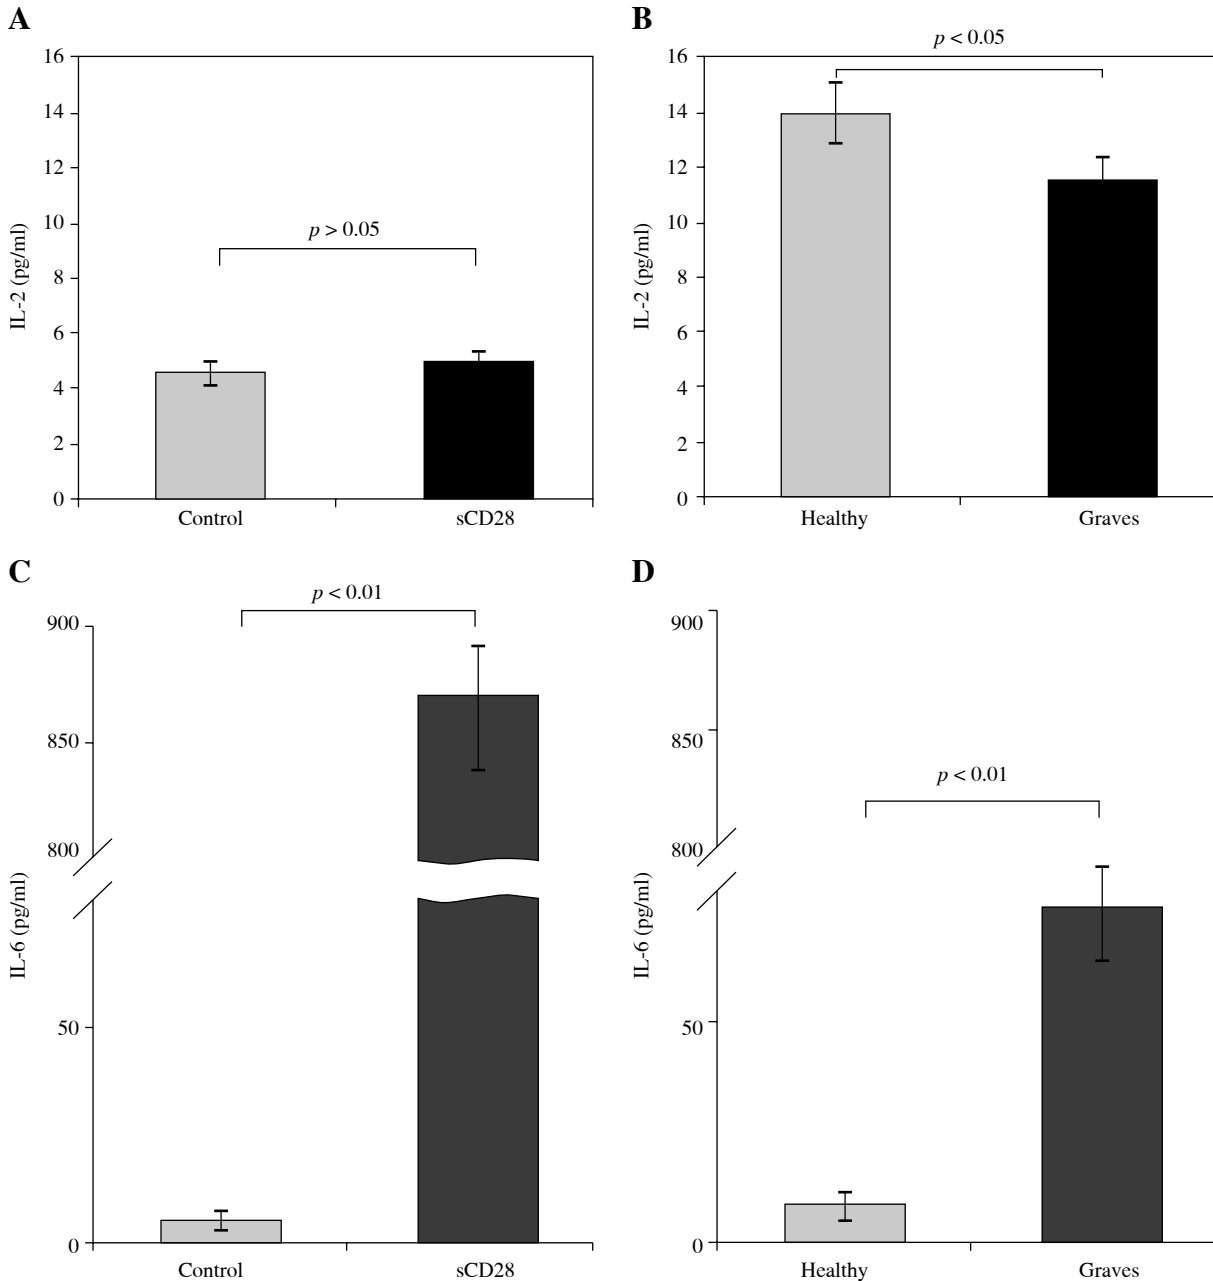 A
IL-2 (pg/ml)
16
14
12
10
8
6
4
2
0
p > 0.05
Control
sCD28
B
IL-2 (pg/ml)
16
14
12
10
8
6
4
2
0
p < 0.05
Healthy
Graves
C
IL-6 (pg/ml)
900
850
800
50
0
p < 0.01
Control
sCD28
D
IL-6 (pg/ml)
900
850
800
50
0
p < 0.01
Healthy
Graves